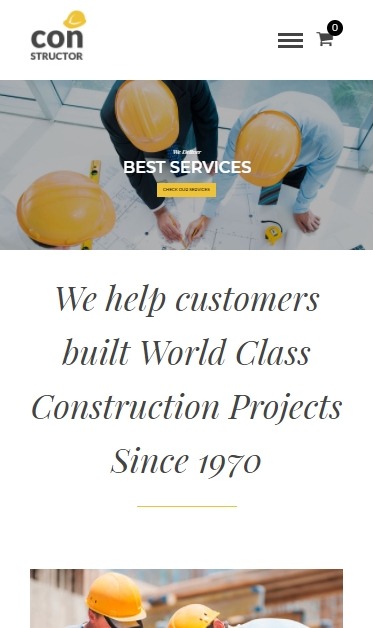 con
STRUCTOR
0
We Deliver
BEST SERVICES
CHECK OUR SERVICES
We help customers
built World Class
Construction Projects
Since 1970